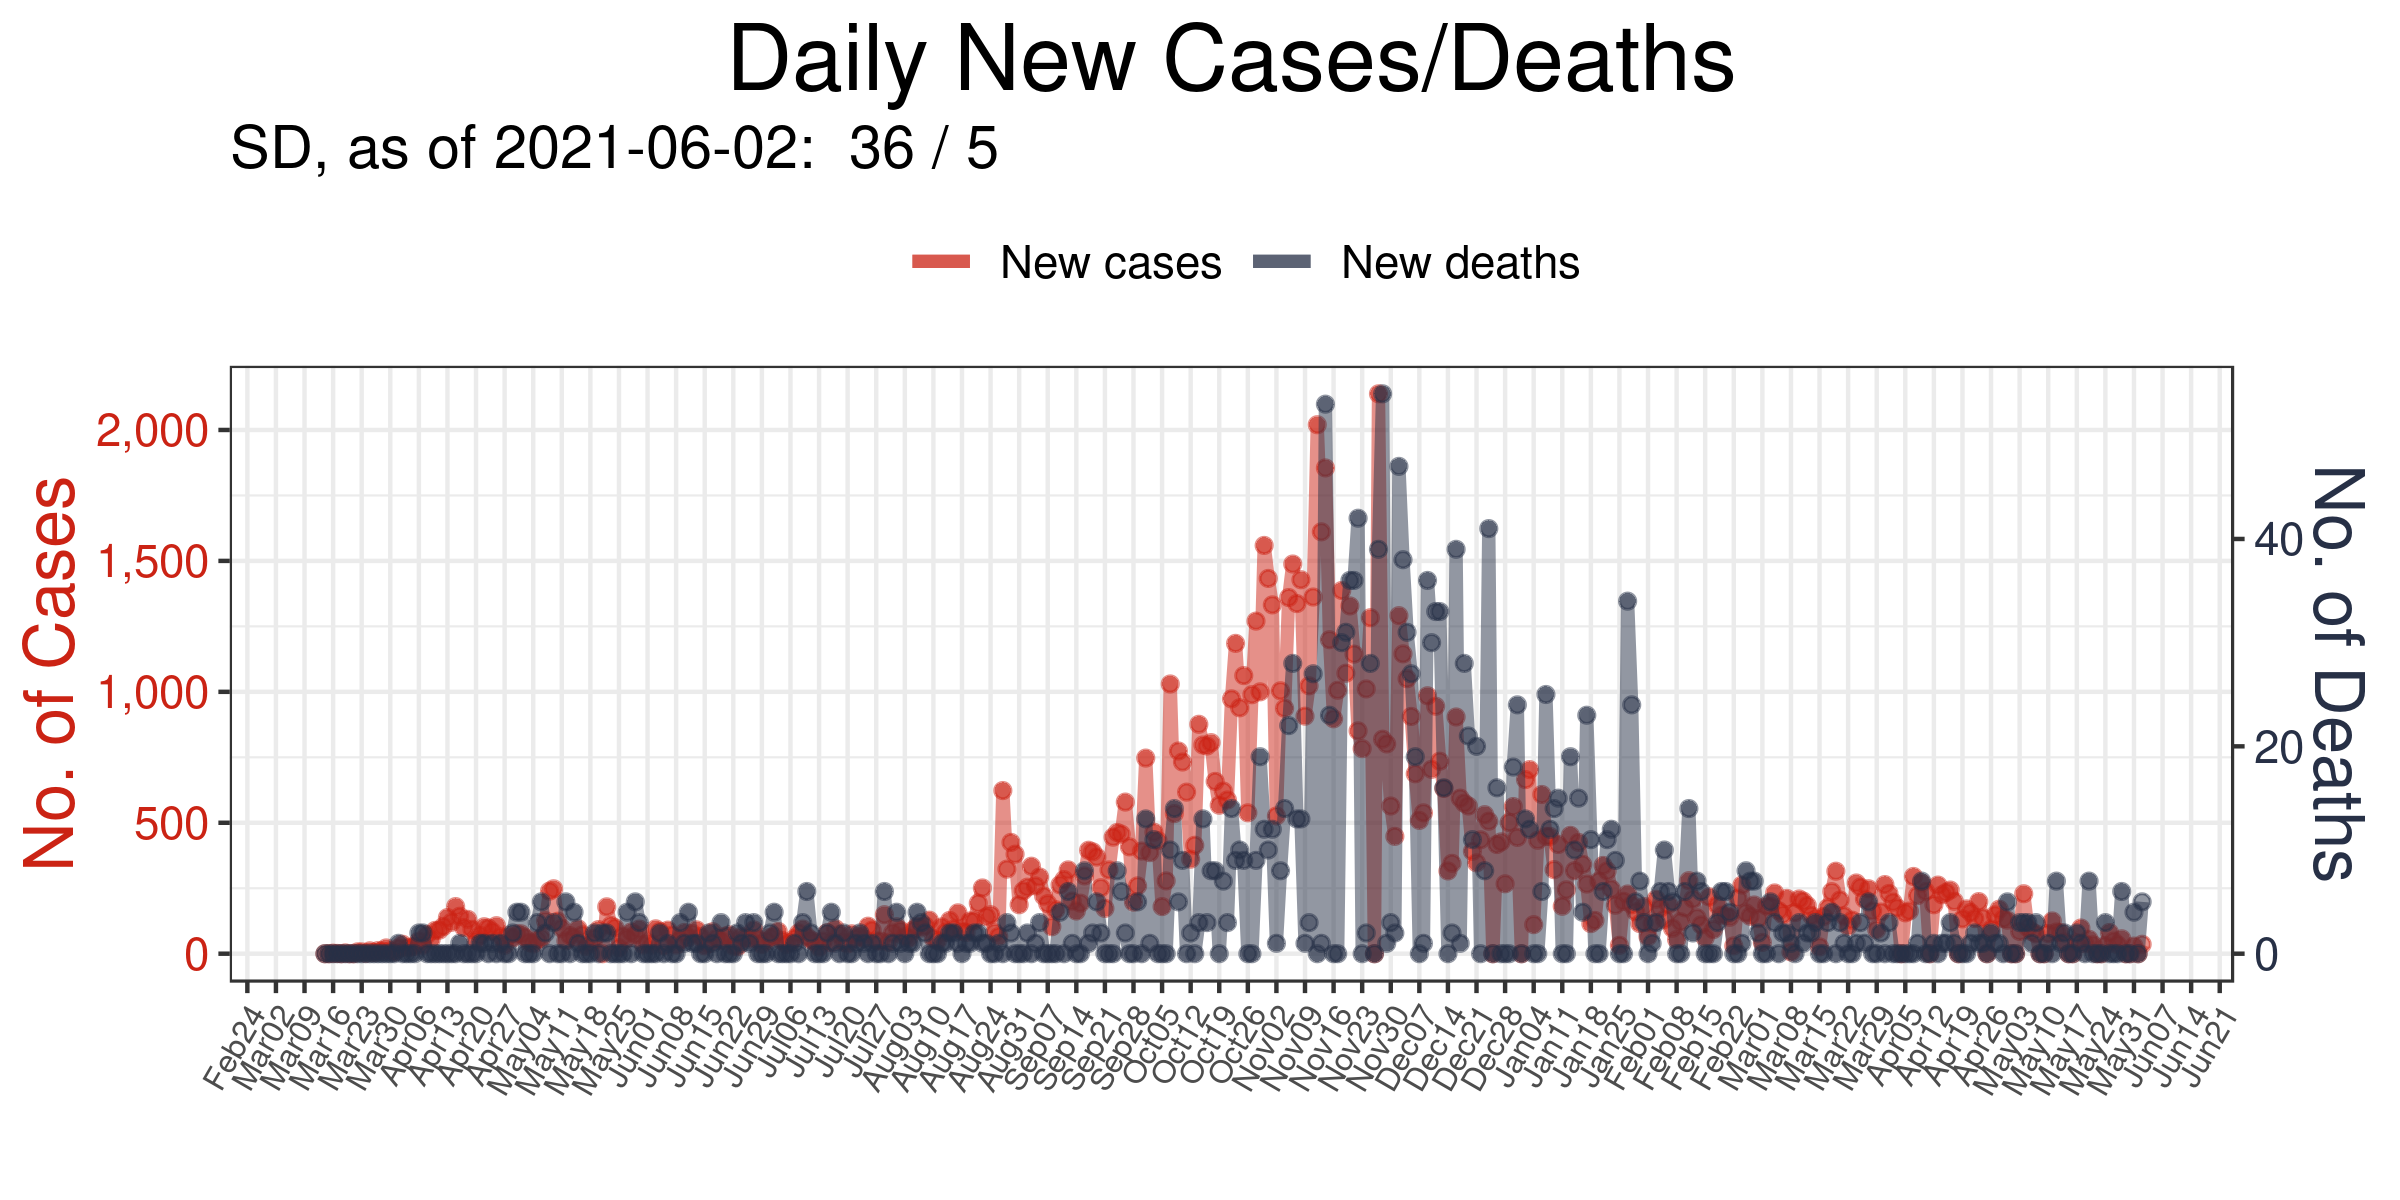 Daily New Cases/Deaths
SD, as of 2021-06-02:  36 / 5
New cases
New deaths
No. of Cases
2,000
1,500
1,000
500
0
40
20
0
No. of Deaths
Feb24
Mar02
Mar09
Mar16
Mar23
Mar30
Apr06
Apr13
Apr20
Apr27
May04
May11
May18
May25
Jun01
Jun08
Jun15
Jun22
Jun29
Jul06
Jul13
Jul20
Jul27
Aug03
Aug10
Aug17
Aug24
Aug31
Sep07
Sep14
Sep21
Sep28
Oct05
Oct12
Oct19
Oct26
Nov02
Nov09
Nov16
Nov23
Nov30
Dec07
Dec14
Dec21
Dec28
Jan04
Jan11
Jan18
Jan25
Feb01
Feb08
Feb15
Feb22
Mar01
Mar08
Mar15
Mar22
Mar29
Apr05
Apr12
Apr19
Apr26
May03
May10
May17
May24
May31
Jun07
Jun14
Jun21